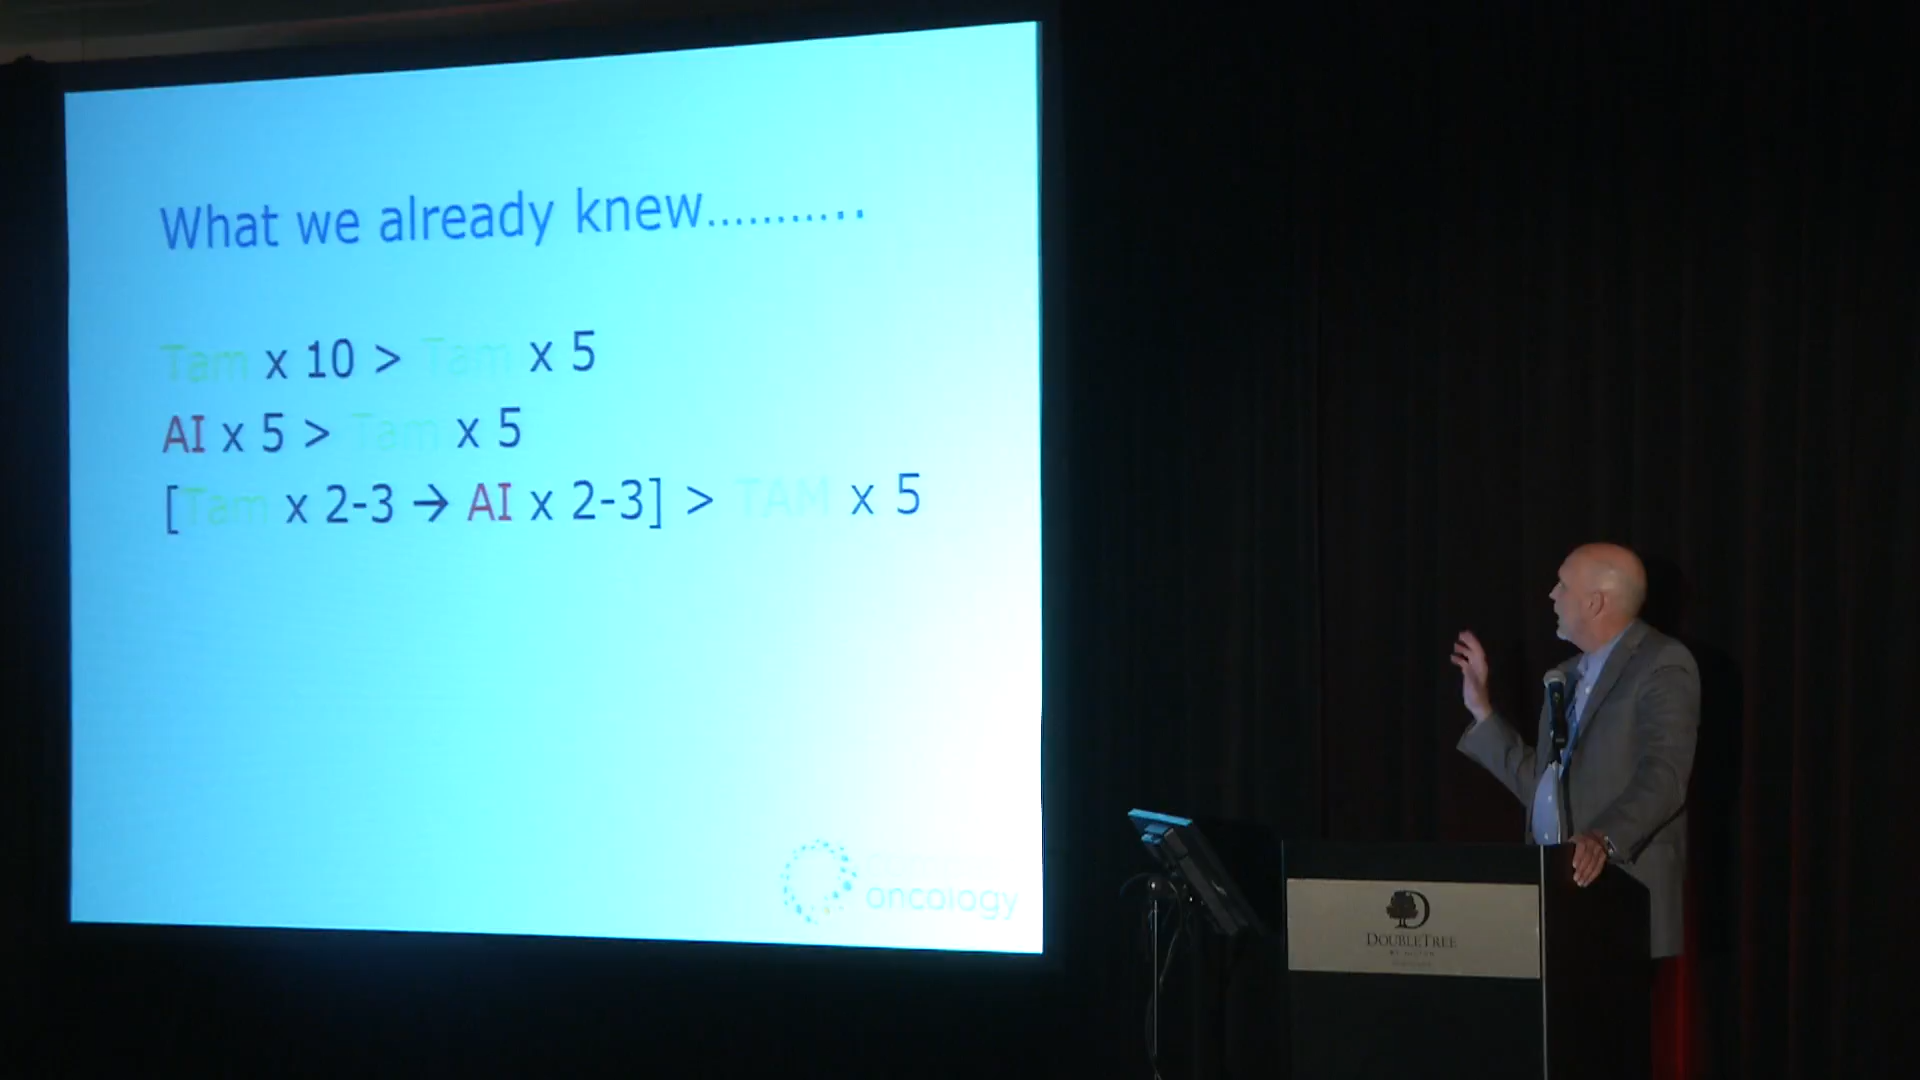 What we already knew...........
Tam x 10 > Tam x 5
AI x 5 > Tam x 5
[Tam x 2-3 → AI x 2-3] > TAM x 5
oncology
DOUBLETREE